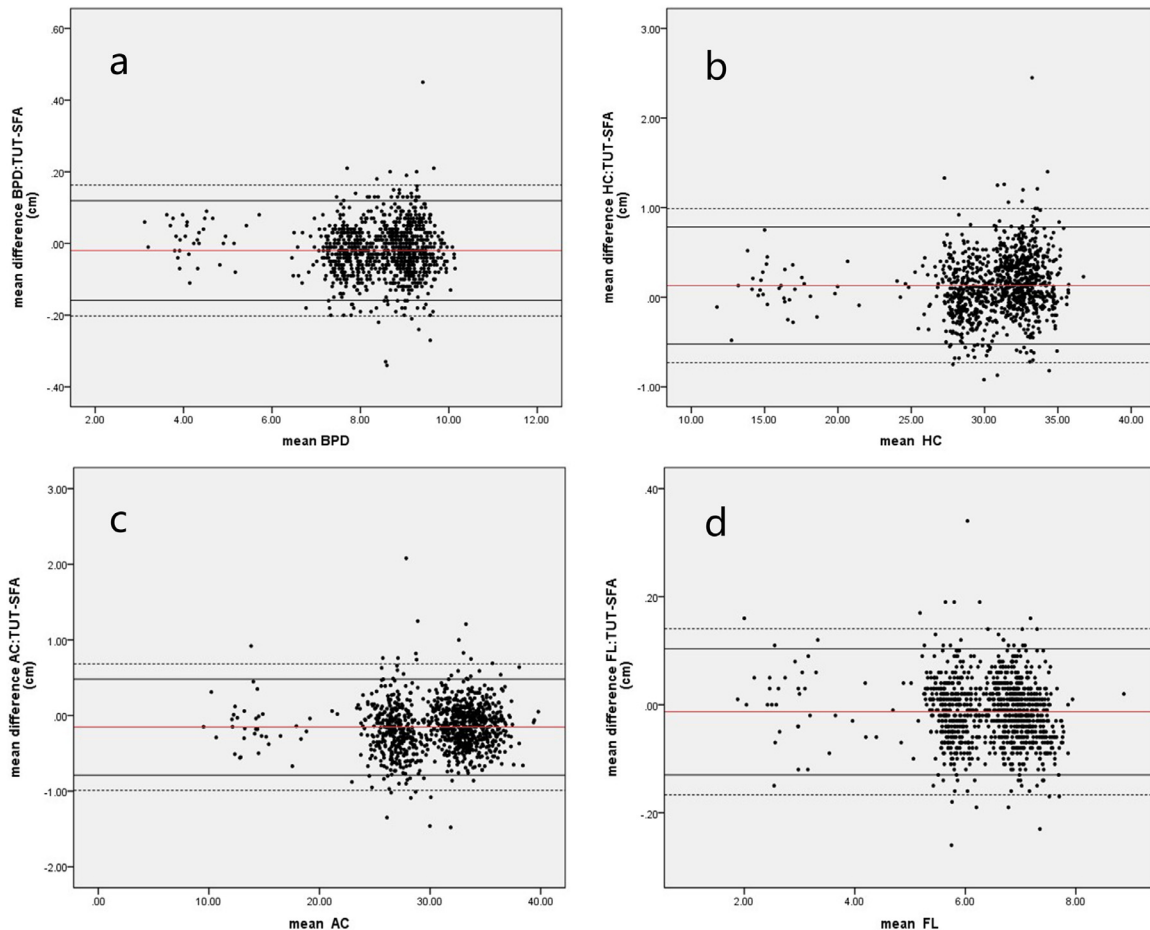 a
.60
.40
.20
.00
-.20
-.40
mean difference BPD:TUT-SFA
(cm)
2.00 4.00 6.00 8.00 10.00 12.00
mean BPD
b
3.00
2.00
1.00
.00
-1.00
mean difference HC:TUT-SFA
(cm)
10.00 15.00 20.00 25.00 30.00 35.00 40.00
mean HC
c
3.00
2.00
1.00
.00
-1.00
-2.00
mean difference AC:TUT-SFA
(cm)
.00 10.00 20.00 30.00 40.00
mean AC
d
.40
.20
.00
-.20
mean difference FL:TUT-SFA
(cm)
2.00 4.00 6.00 8.00
mean FL